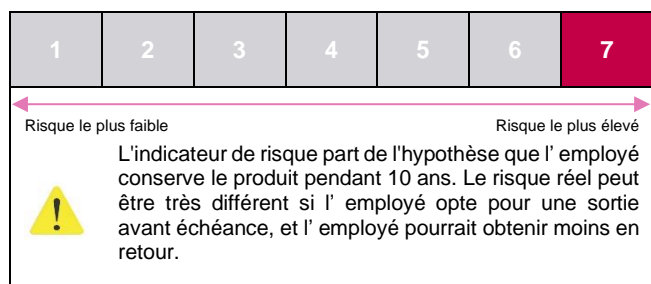 1 2 3 4 5 6 7
Risque le plus faible Risque le plus élevé
L'indicateur de risque part de l'hypothèse que l' employé
conserve le produit pendant 10 ans. Le risque réel peut
être très différent si l' employé opte pour une sortie
avant échéance, et l' employé pourrait obtenir moins en
retour.